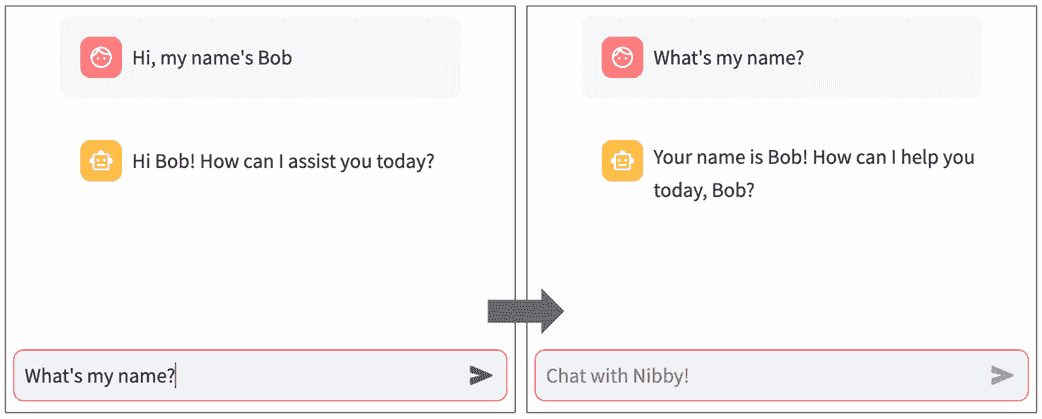 Hi, my name's Bob
Hi Bob! How can I assist you today?
What's my name?
What's my name?
Your name is Bob! How can I help you
today, Bob?
Chat with Nibby!